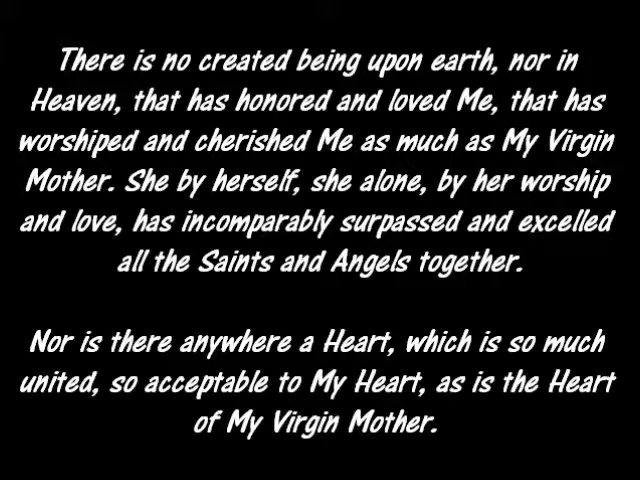 There is no created being upon earth, nor in
Heaven, that has honored and loved Me, that has
worshiped and cherished Me as much as My Virgin
Mother. She by herself, she alone, by her worship
and love, has incomparably surpassed and excelled
all the Saints and Angels together.
Nor is there anywhere a Heart, which is so much
united, so acceptable to My Heart, as is the Heart
of My Virgin Mother.